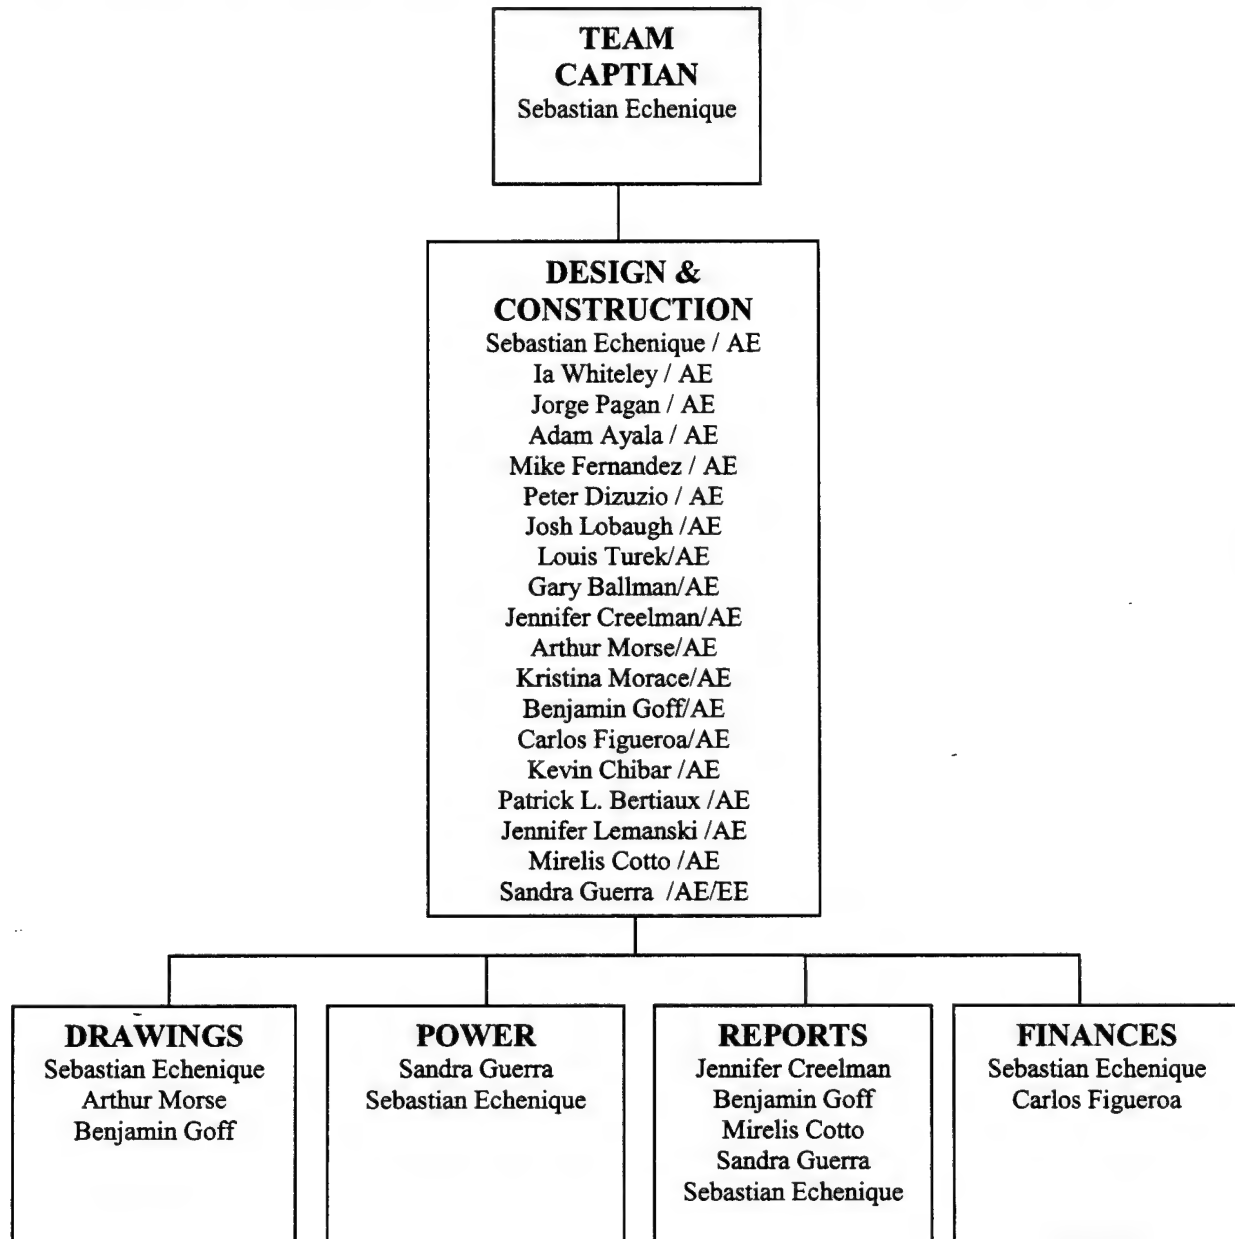 TEAM
CAPTIAN
Sebastian Echenique
DESIGN &
CONSTRUCTION
Sebastian Echenique / AE
Ia Whiteley / AE
Jorge Pagan / AE
Adam Ayala / AE
Mike Fernandez / AE
Peter Dizuzio / AE
Josh Lobaugh /AE
Louis Turek/AE
Gary Ballman/AE
Jennifer Creelman/AE
Arthur Morse/AE
Kristina Morace/AE
Benjamin Goff/AE
Carlos Figueroa/AE
Kevin Chibar /AE
Patrick L. Bertiaux /AE
Jennifer Lemanski /AE
Mirelis Cotto /AE
Sandra Guerra /AE/EE
DRAWINGS
Sebastian Echenique
Arthur Morse
Benjamin Goff
POWER
Sandra Guerra
Sebastian Echenique
REPORTS
Jennifer Creelman
Benjamin Goff
Mirelis Cotto
Sandra Guerra
Sebastian Echenique
FINANCES
Sebastian Echenique
Carlos Figueroa